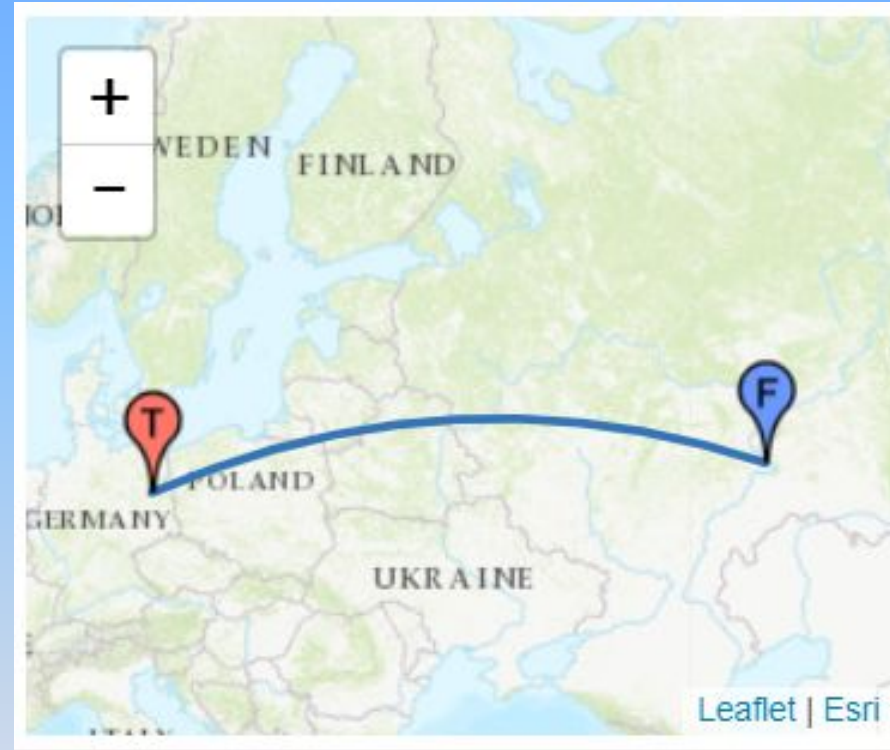 +
−
WEDEN
FINLAND
F
T
POLAND
GERMANY
UKRAINE
Leaflet | Esri